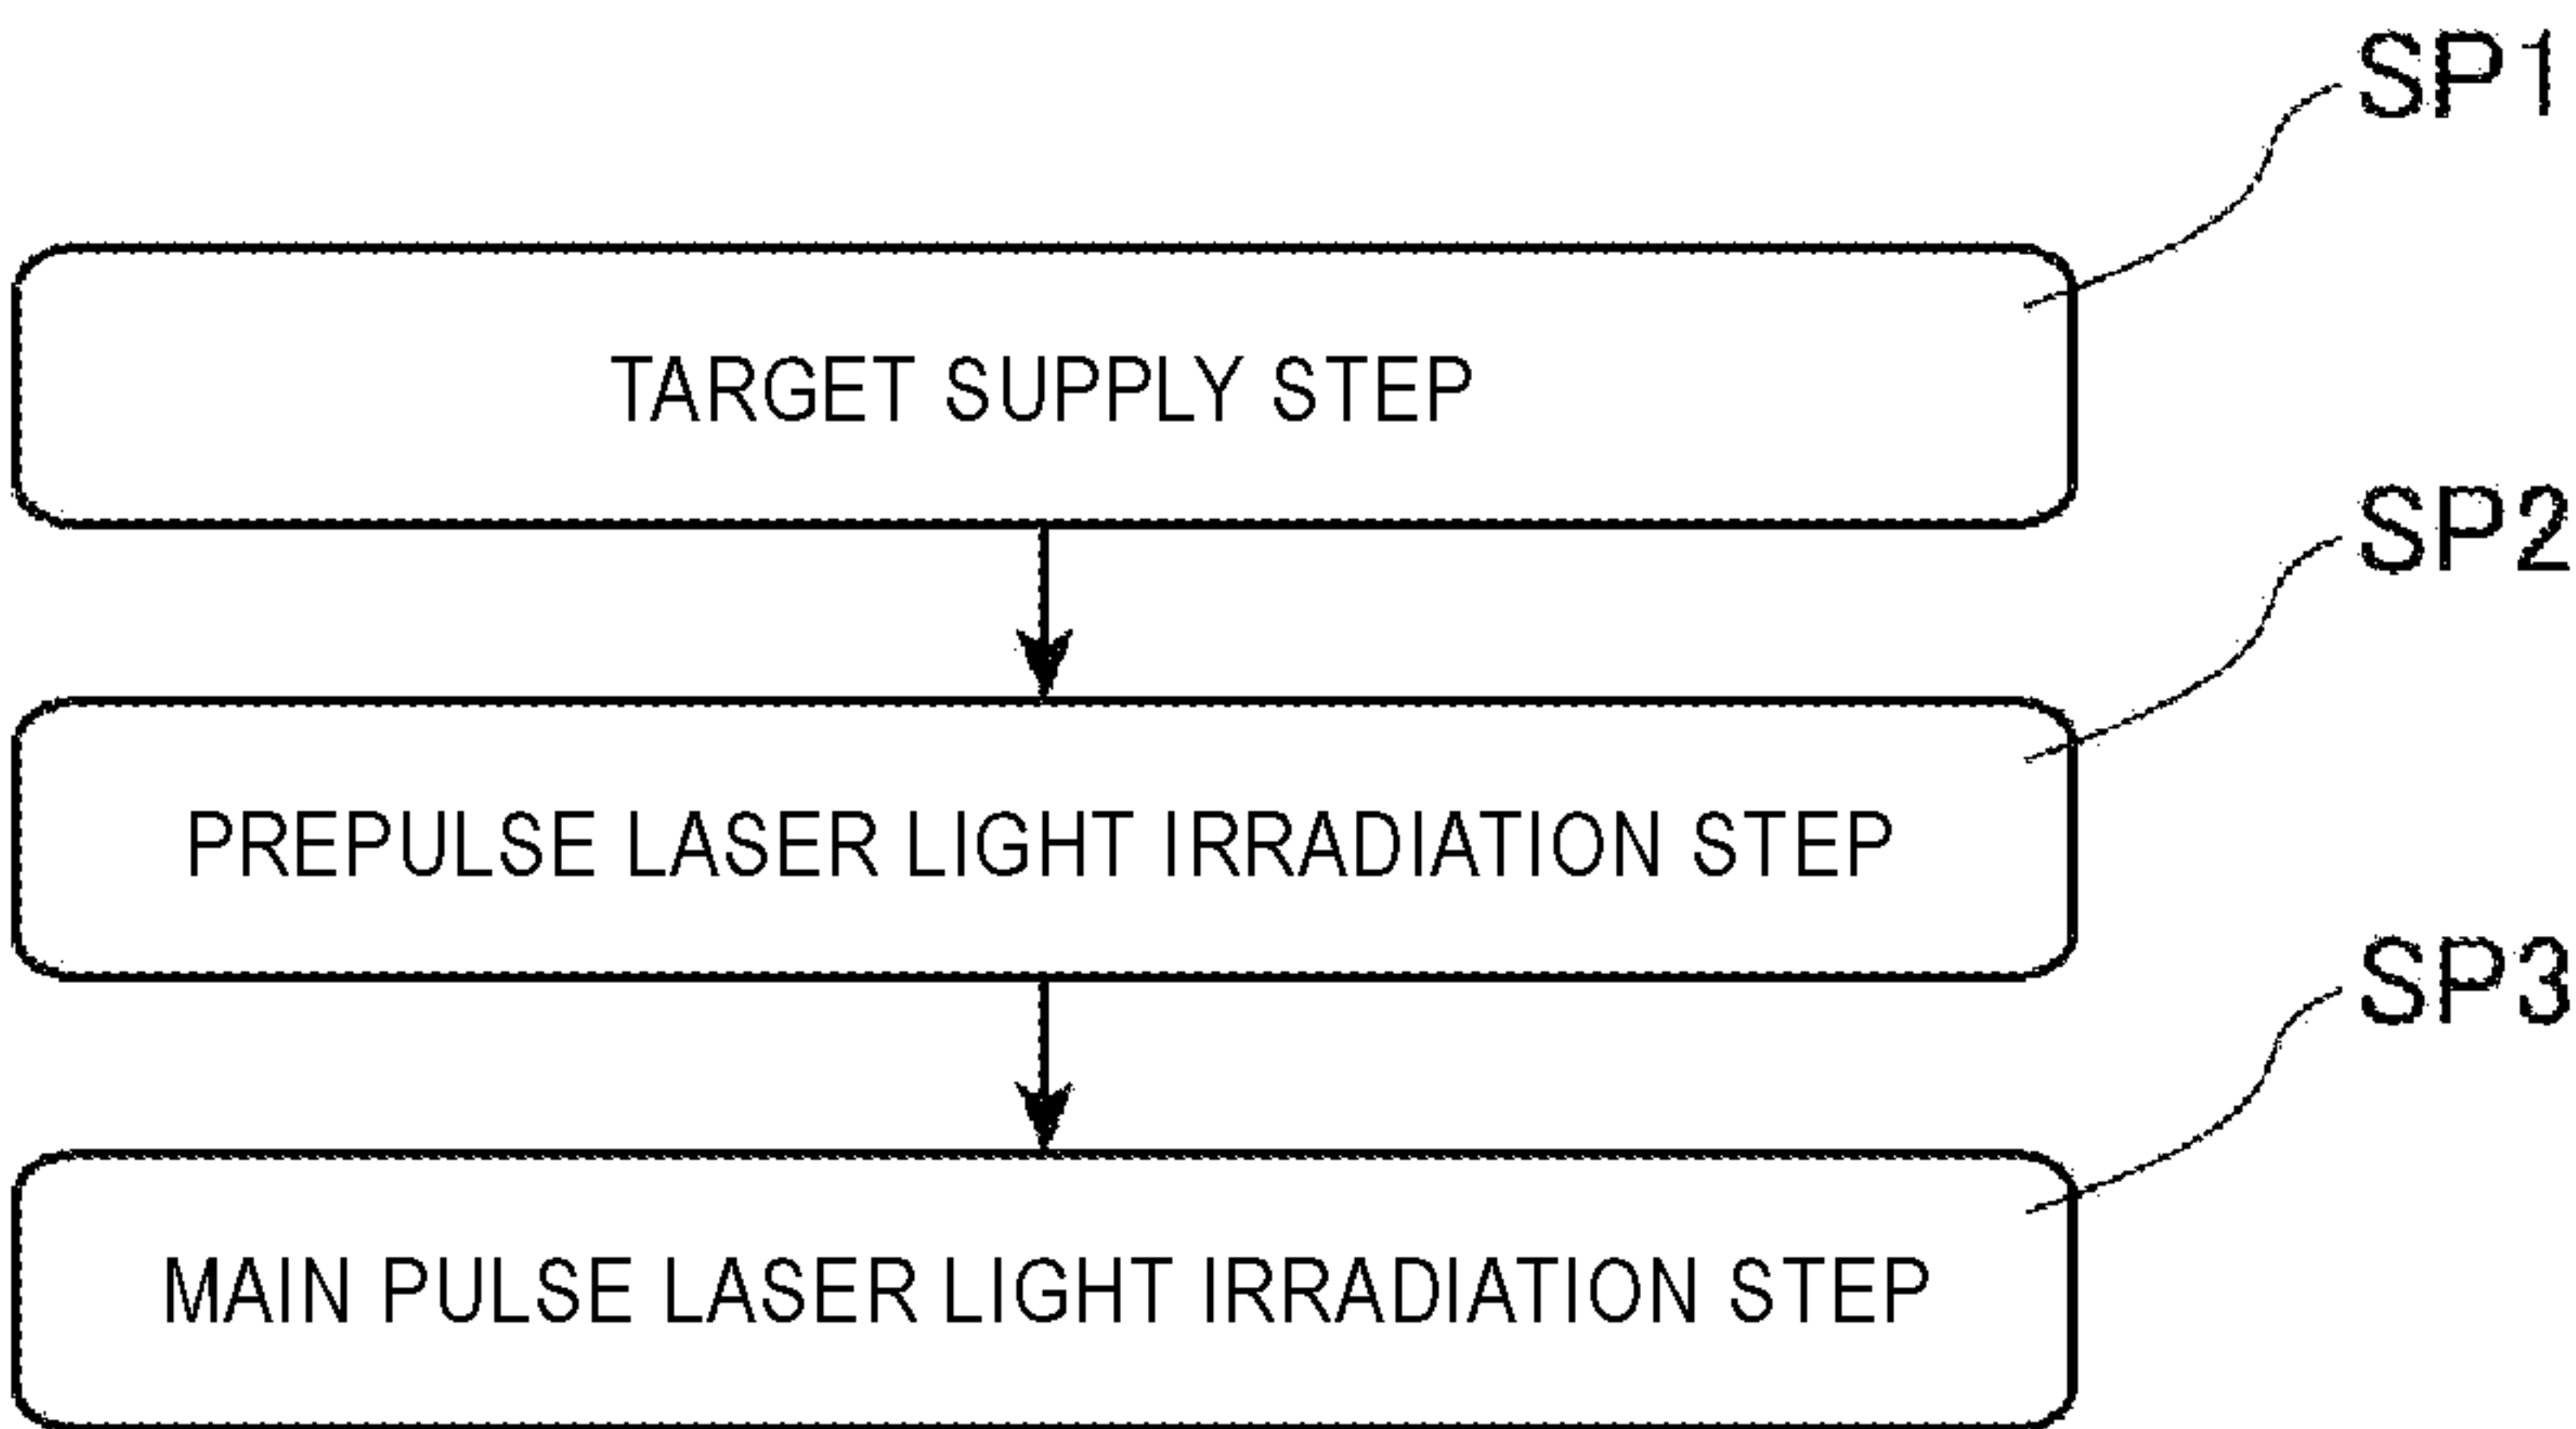 SP1
TARGET SUPPLY STEP
SP2
PREPULSE LASER LIGHT IRRADIATION STEP
SP3
MAIN PULSE LASER LIGHT IRRADIATION STEP